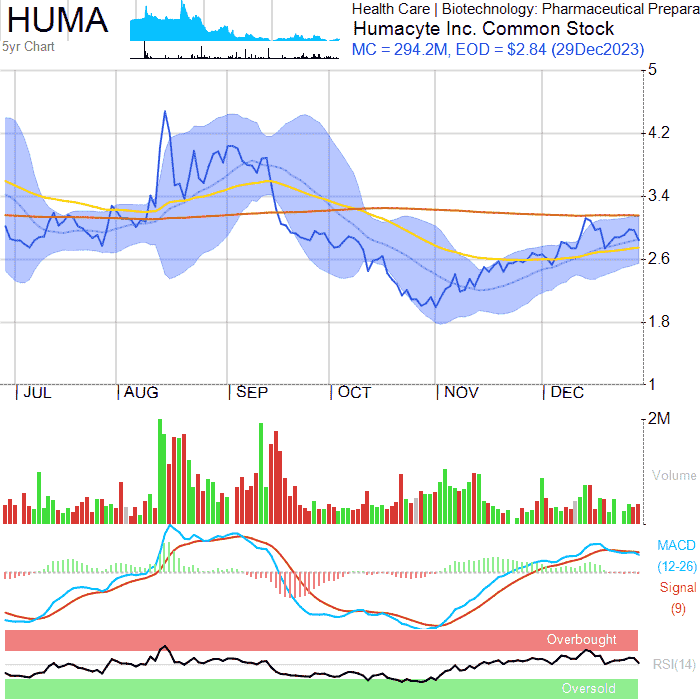 HUMA
5yr Chart
Health Care | Biotechnology: Pharmaceutical Prepara
Humacyte Inc. Common Stock
MC = 294.2M, EOD = $2.84 (29Dec2023)
5
4.2
3.4
2.6
1.8
1
JUL AUG SEP OCT NOV DEC
2M
Volume
MACD
(12-26)
Signal
(9)
Overbought
RSI(14)
Oversold